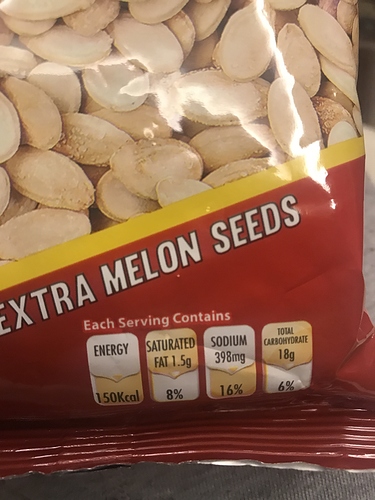 EXTRA MELON SEEDS
Each Serving Contains
ENERGY
150Kcal
SATURATED
FAT 1.5g
8%
SODIUM
398mg
16%
TOTAL
CARBOHYDRATE
18g
6%